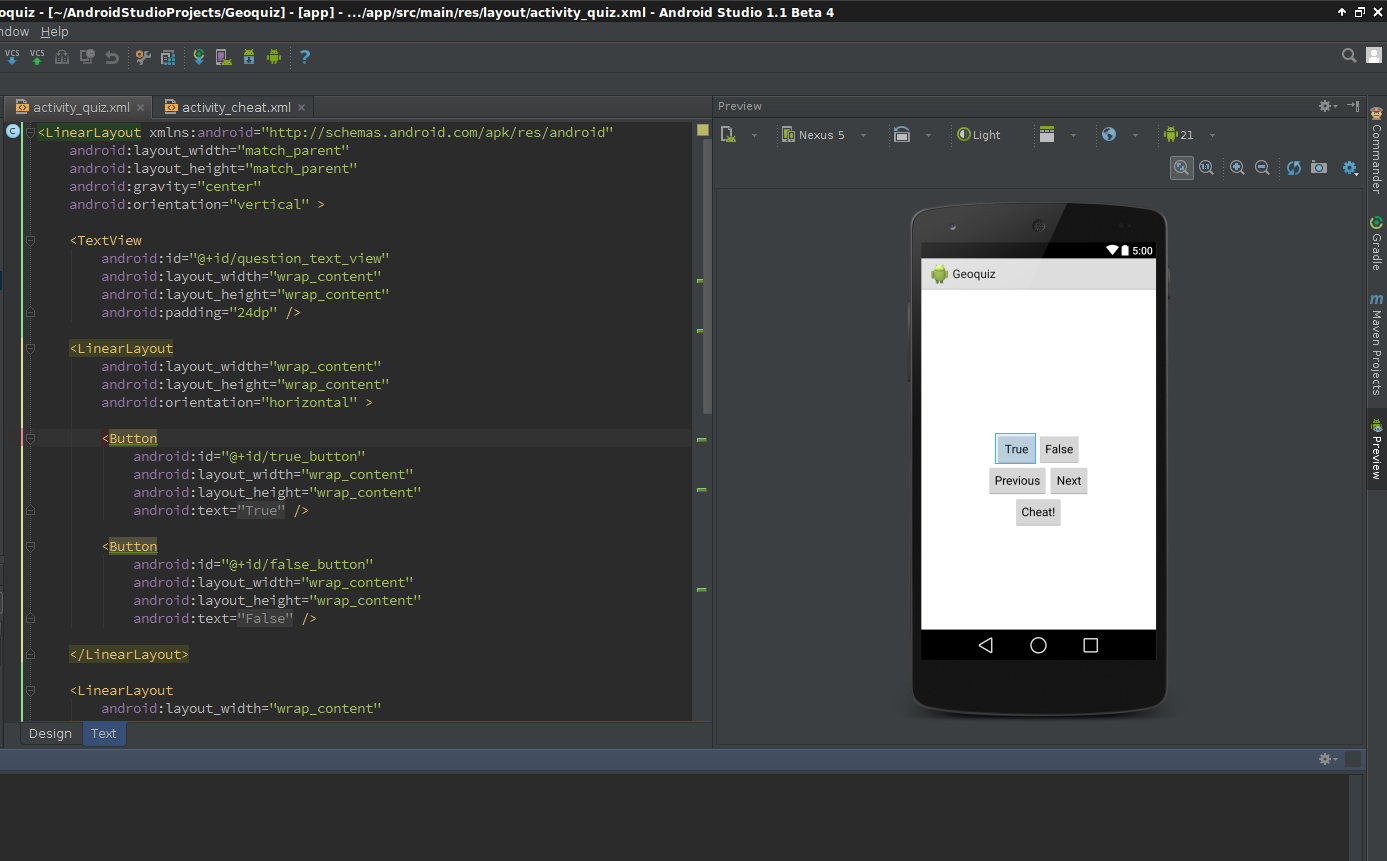 oquiz - [~/AndroidStudioProjects/Geoquiz] - [app] - .../app/src/main/res/layout/activity_quiz.xml - Android Studio 1.1 Beta 4
ndow Help
VCS VCS ?
activity_quiz.xml × activity_cheat.xml ×
C <LinearLayout xmlns:android="http://schemas.android.com/apk/res/android"
android:layout_width="match_parent"
android:layout_height="match_parent"
android:gravity="center"
android:orientation="vertical" >
<TextView
android:id="@+id/question_text_view"
android:layout_width="wrap_content"
android:layout_height="wrap_content"
android:padding="24dp" />
<LinearLayout
android:layout_width="wrap_content"
android:layout_height="wrap_content"
android:orientation="horizontal" >
<Button
android:id="@+id/true_button"
android:layout_width="wrap_content"
android:layout_height="wrap_content"
android:text="True" />
<Button
android:id="@+id/false_button"
android:layout_width="wrap_content"
android:layout_height="wrap_content"
android:text="False" />
</LinearLayout>
<LinearLayout
android:layout_width="wrap_content"
Design Text
Preview
Nexus 5 Light 21
1:1
5:00
Geoquiz
True False
Previous Next
Cheat!
Commander
Gradle
m Maven Projects
Preview